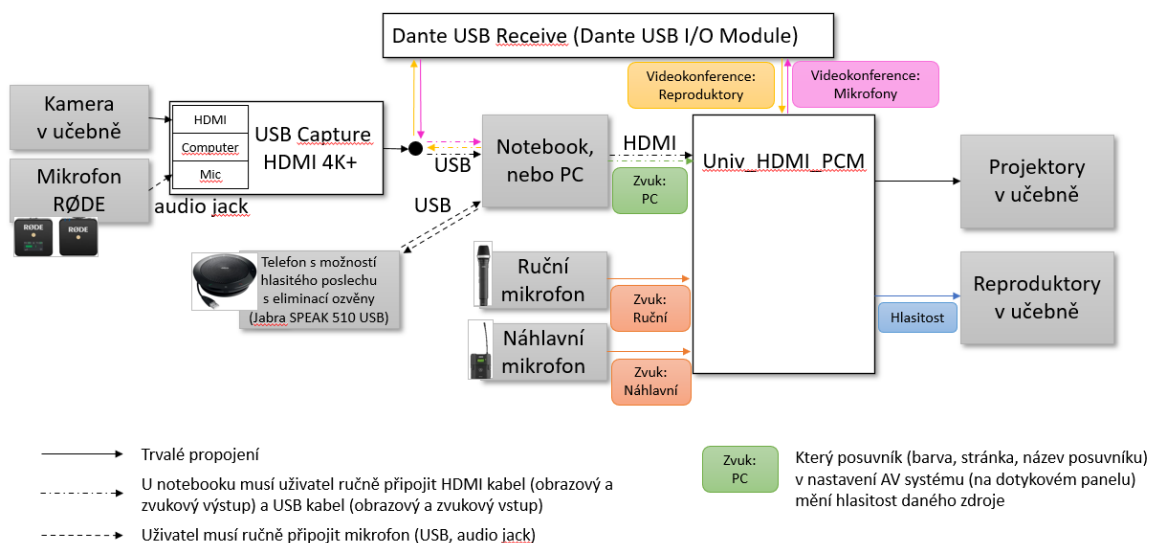 Dante USB Receive (Dante USB I/O Module)
Videokonference:
Reproduktory
Videokonference:
Mikrofony
Kamera
v učebně
HDMI
Computer
Mic
USB Capture
HDMI 4K+
USB
Notebook,
nebo PC
HDMI
Zvuk:
PC
Univ_HDMI_PCM
Projektory
v učebně
Mikrofon
RØDE
audio jack
RØDE
RØDE
USB
Telefon s možností
hlasitého poslechu
s eliminací ozvěny
(Jabra SPEAK 510 USB)
Ruční
mikrofon
Zvuk:
Ruční
Hlasitost
Reproduktory
v učebně
Náhlavní
mikrofon
Zvuk:
Náhlavní
Trvalé propojení
U notebooku musí uživatel ručně připojit HDMI kabel (obrazový a
zvukový výstup) a USB kabel (obrazový a zvukový vstup)
Uživatel musí ručně připojit mikrofon (USB, audio jack)
Zvuk:
PC
Který posuvník (barva, stránka, název posuvníku)
v nastavení AV systému (na dotykovém panelu)
mění hlasitost daného zdroje